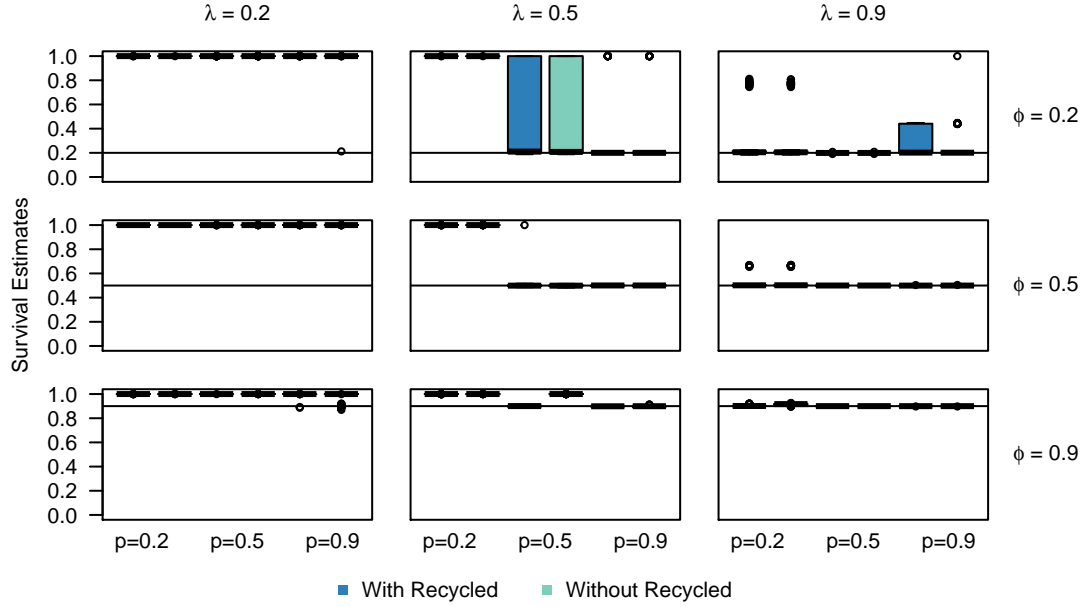 λ = 0.2 λ = 0.5 λ = 0.9
1.0
0.8
0.6
0.4
0.2
0.0
ϕ = 0.2
Survival Estimates
1.0
0.8
0.6
0.4
0.2
0.0
ϕ = 0.5
1.0
0.8
0.6
0.4
0.2
0.0
ϕ = 0.9
p=0.2 p=0.5 p=0.9 p=0.2 p=0.5 p=0.9 p=0.2 p=0.5 p=0.9
With Recycled Without Recycled